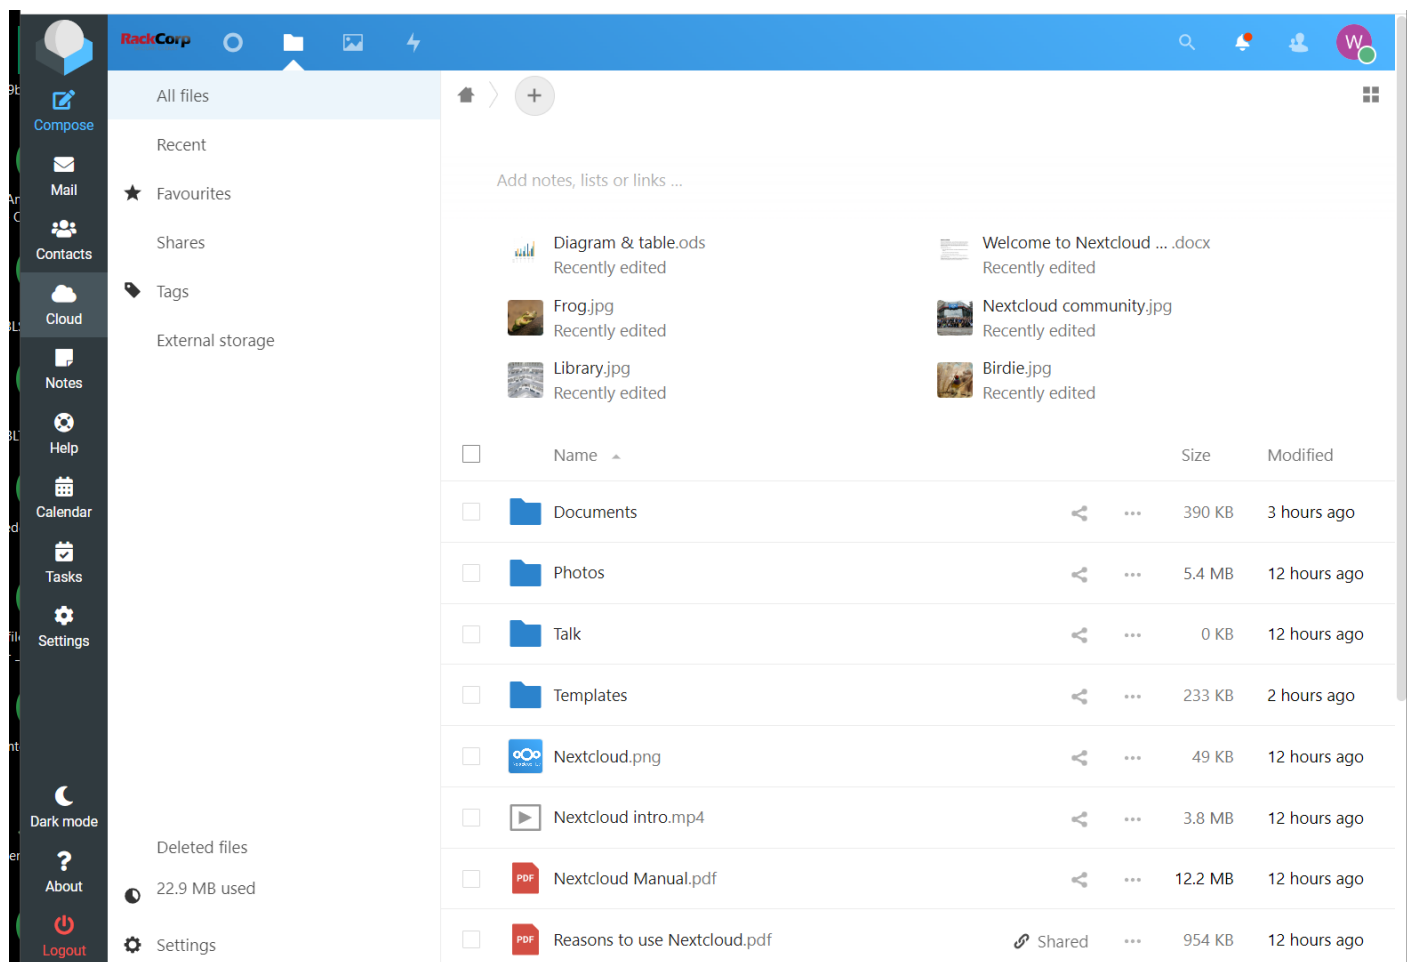 RackCorp
W
Compose
Mail
Contacts
Cloud
Notes
Help
Calendar
Tasks
Settings
Dark mode
About
Logout
All files
Recent
Favourites
Shares
Tags
External storage
Deleted files
22.9 MB used
Settings
Add notes, lists or links ...
Diagram & table.ods
Recently edited
Welcome to Nextcloud ... .docx
Recently edited
Frog.jpg
Recently edited
Nextcloud community.jpg
Recently edited
Library.jpg
Recently edited
Birdie.jpg
Recently edited
Name Size Modified
Documents 390 KB 3 hours ago
Photos 5.4 MB 12 hours ago
Talk 0 KB 12 hours ago
Templates 233 KB 2 hours ago
Nextcloud.png 49 KB 12 hours ago
Nextcloud intro.mp4 3.8 MB 12 hours ago
PDF Nextcloud Manual.pdf 12.2 MB 12 hours ago
PDF Reasons to use Nextcloud.pdf Shared 954 KB 12 hours ago